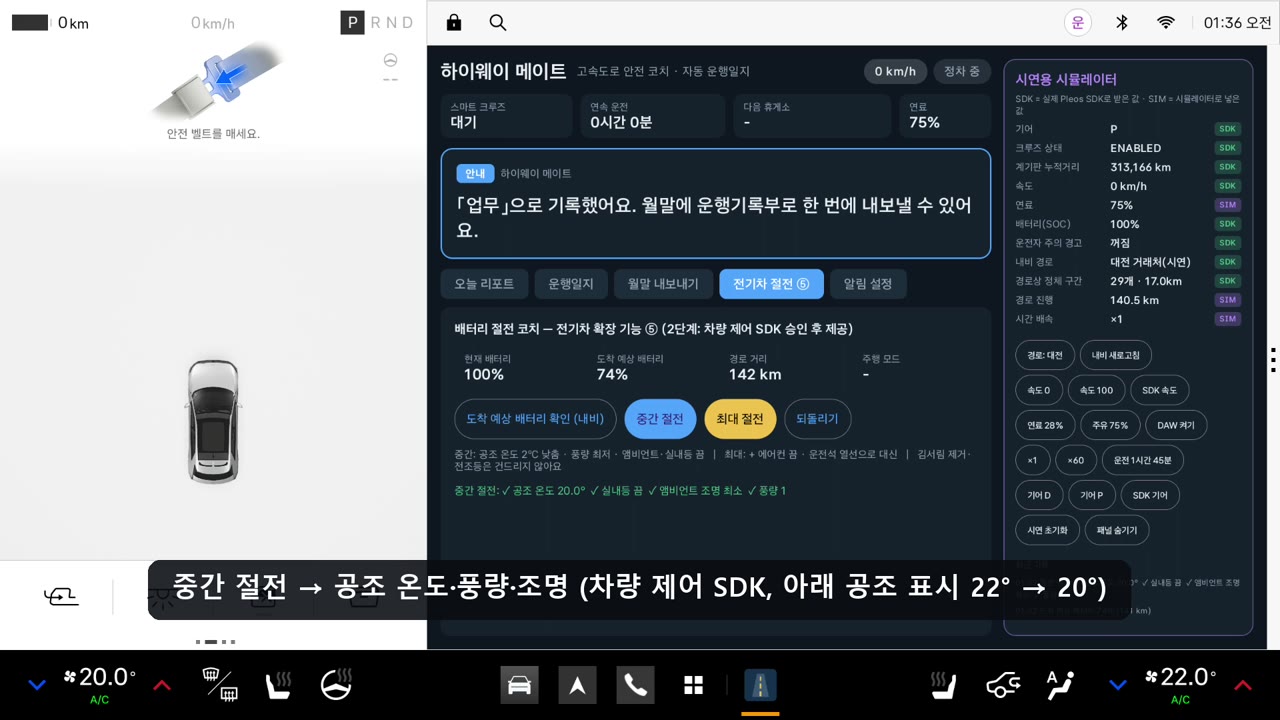 0 km
0 km/h
P R N D
--
안전 벨트를 매세요.
운
01:36 오전
하이웨이 메이트
고속도로 안전 코치 · 자동 운행일지
0 km/h
정차 중
스마트 크루즈
대기
연속 운전
0시간 0분
다음 휴게소
-
연료
75%
안내
하이웨이 메이트
「업무」으로 기록했어요. 월말에 운행기록부로 한 번에 내보낼 수 있어
요.
오늘 리포트
운행일지
월말 내보내기
전기차 절전 ⑤
알림 설정
배터리 절전 코치 — 전기차 확장 기능 ⑤ (2단계: 차량 제어 SDK 승인 후 제공)
현재 배터리
100%
도착 예상 배터리
74%
경로 거리
142 km
주행 모드
-
도착 예상 배터리 확인 (내비)
중간 절전
최대 절전
되돌리기
중간: 공조 온도 2℃ 낮춤 · 풍량 최저 · 앰비언트·실내등 끔 | 최대: + 에어컨 끔 · 운전석 열선으로 대신 | 김서림 제거·
전조등은 건드리지 않아요
중간 절전: ✓ 공조 온도 20.0° ✓ 실내등 끔 ✓ 앰비언트 조명 최소 ✓ 풍량 1
시연용 시뮬레이터
SDK = 실제 Pleos SDK로 받은 값 · SIM = 시뮬레이터로 넣은
값
기어 P SDK
크루즈 상태 ENABLED SDK
계기판 누적거리 313,166 km SDK
속도 0 km/h SDK
연료 75% SIM
배터리(SOC) 100% SDK
운전자 주의 경고 꺼짐 SDK
내비 경로 대전 거래처(시연) SDK
경로상 정체 구간 29개 · 17.0km SDK
경로 진행 140.5 km SIM
시간 배속 ×1 SIM
경로: 대전
내비 새로고침
속도 0
속도 100
SDK 속도
연료 28%
주유 75%
DAW 켜기
×1
×60
운전 1시간 45분
기어 D
기어 P
SDK 기어
시연 초기화
패널 숨기기
✓ 실내등 끔 ✓ 앰비언트 조명
중간 절전 → 공조 온도·풍량·조명 (차량 제어 SDK, 아래 공조 표시 22° → 20°)
20.0°
A/C
A
22.0°
A/C